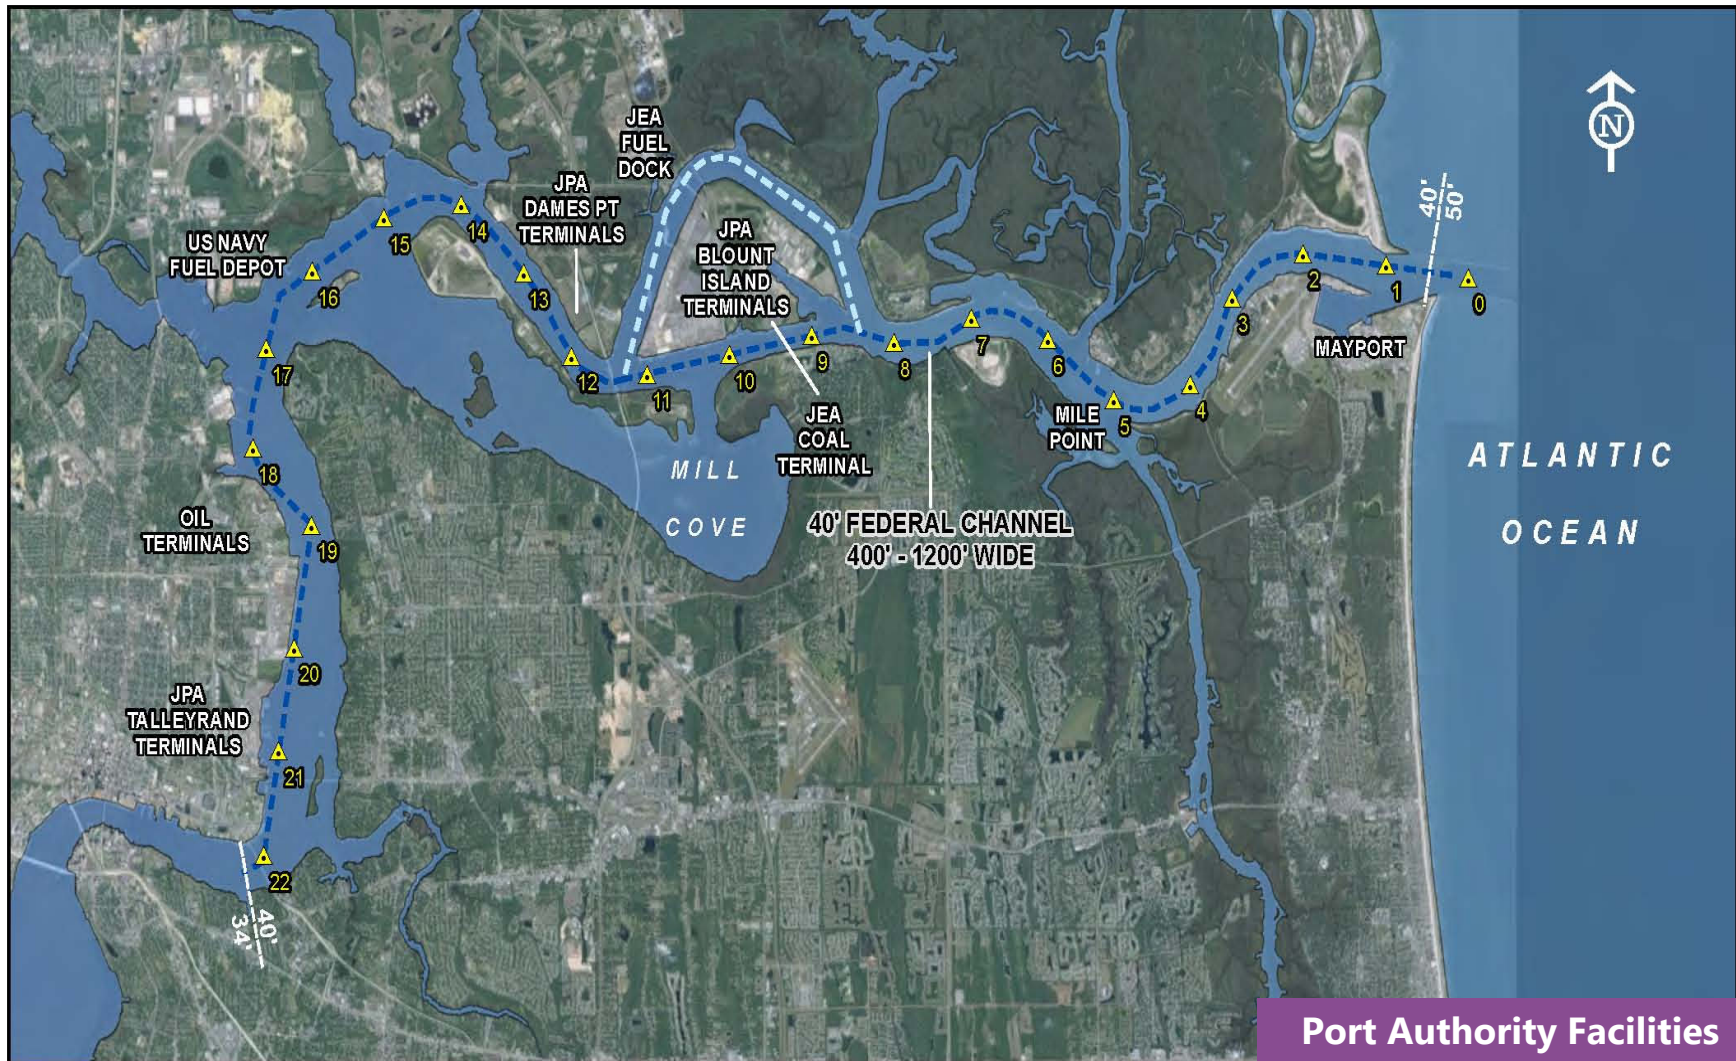 JEA
FUEL
DOCK
N
40'
50'
JPA
DAMES PT
TERMINALS
US NAVY
FUEL DEPOT
JPA
BLOUNT
ISLAND
TERMINALS
MAYPORT
0
1
2
3
4
5
6
7
8
9
10
11
12
13
14
15
16
17
18
19
20
21
22
MILE
POINT
JEA
COAL
TERMINAL
MILL
COVE
ATLANTIC
OCEAN
40' FEDERAL CHANNEL
400' - 1200' WIDE
OIL
TERMINALS
JPA
TALLEYRAND
TERMINALS
40'
34'
Port Authority Facilities